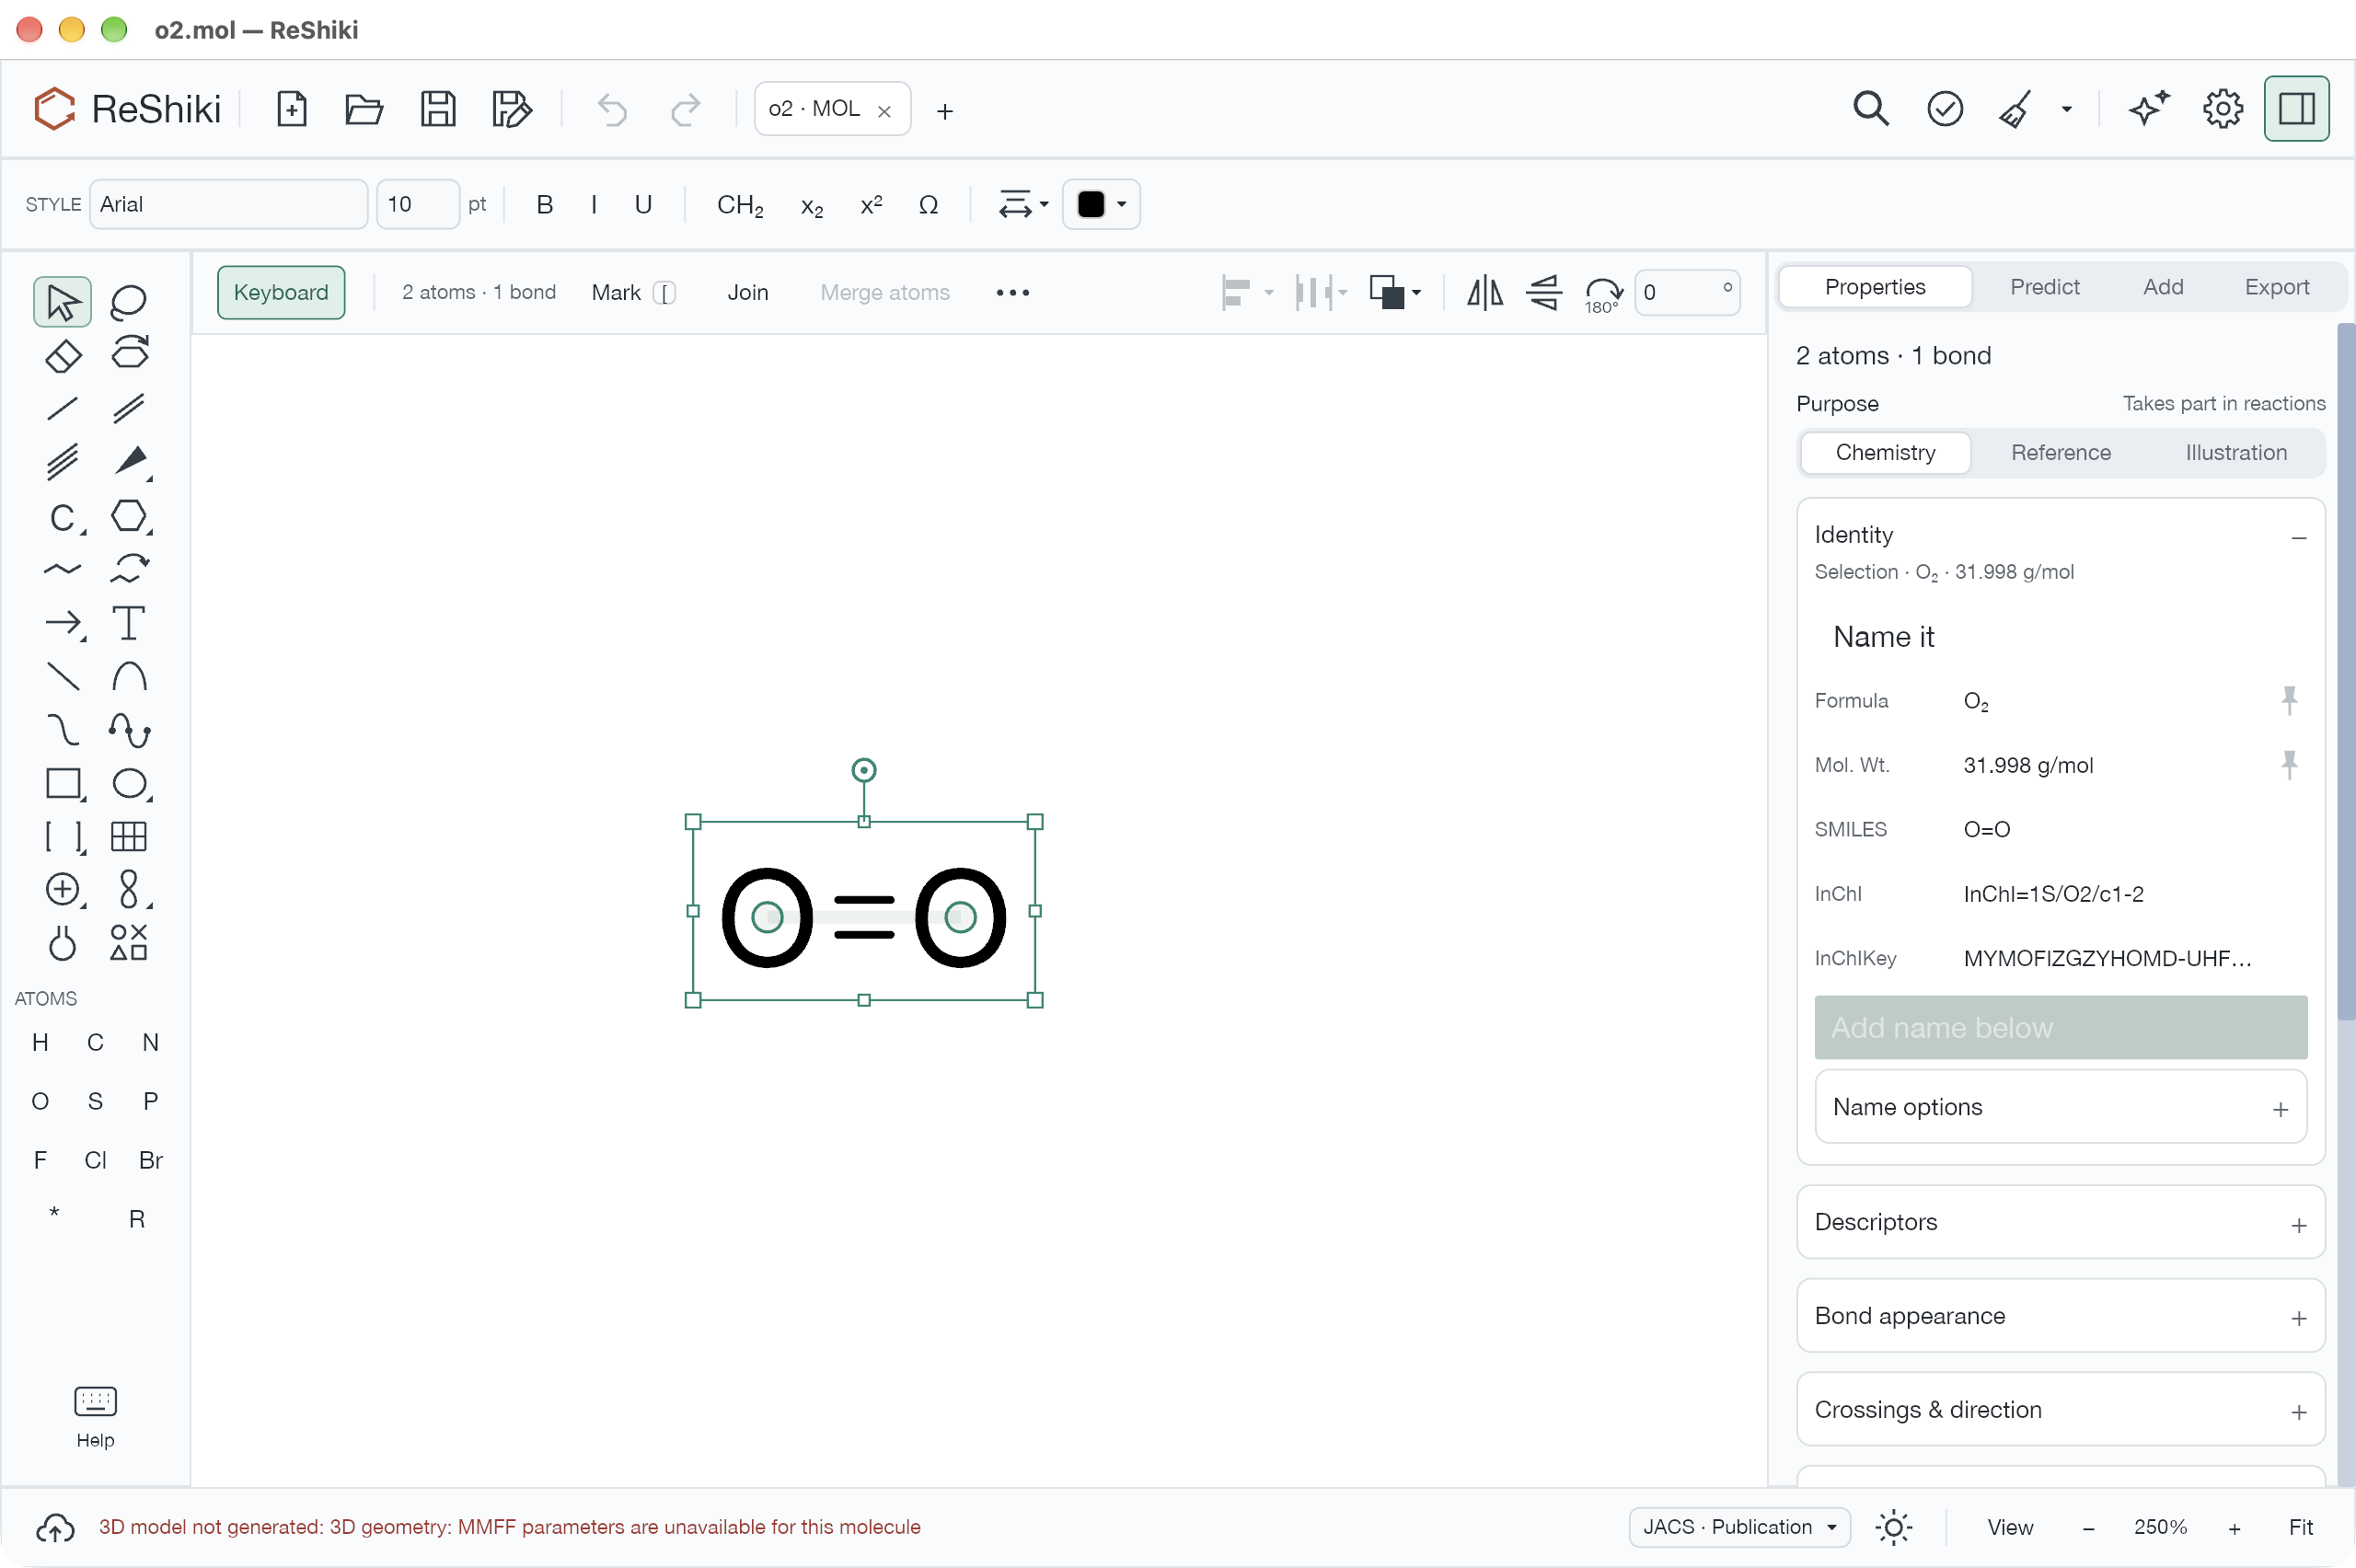 o2.mol — ReShiki
ReShiki
o2 · MOL × +
STYLE Arial 10 pt B I U CH₂ x₂ x² Ω
Keyboard 2 atoms · 1 bond Mark [ Join Merge atoms ••• 180° 0 °
Properties Predict Add Export
2 atoms · 1 bond
Purpose Takes part in reactions
Chemistry Reference Illustration
Identity −
Selection · O₂ · 31.998 g/mol
Name it
Formula O₂
Mol. Wt. 31.998 g/mol
SMILES O=O
InChI InChI=1S/O2/c1-2
InChIKey MYMOFIZGZYHOMD-UHF...
Add name below
Name options +
Descriptors +
Bond appearance +
Crossings & direction +
C
T
[ ]
ATOMS
H C N
O S P
F Cl Br
* R
Help
O=O
3D model not generated: 3D geometry: MMFF parameters are unavailable for this molecule
JACS · Publication View − 250% + Fit